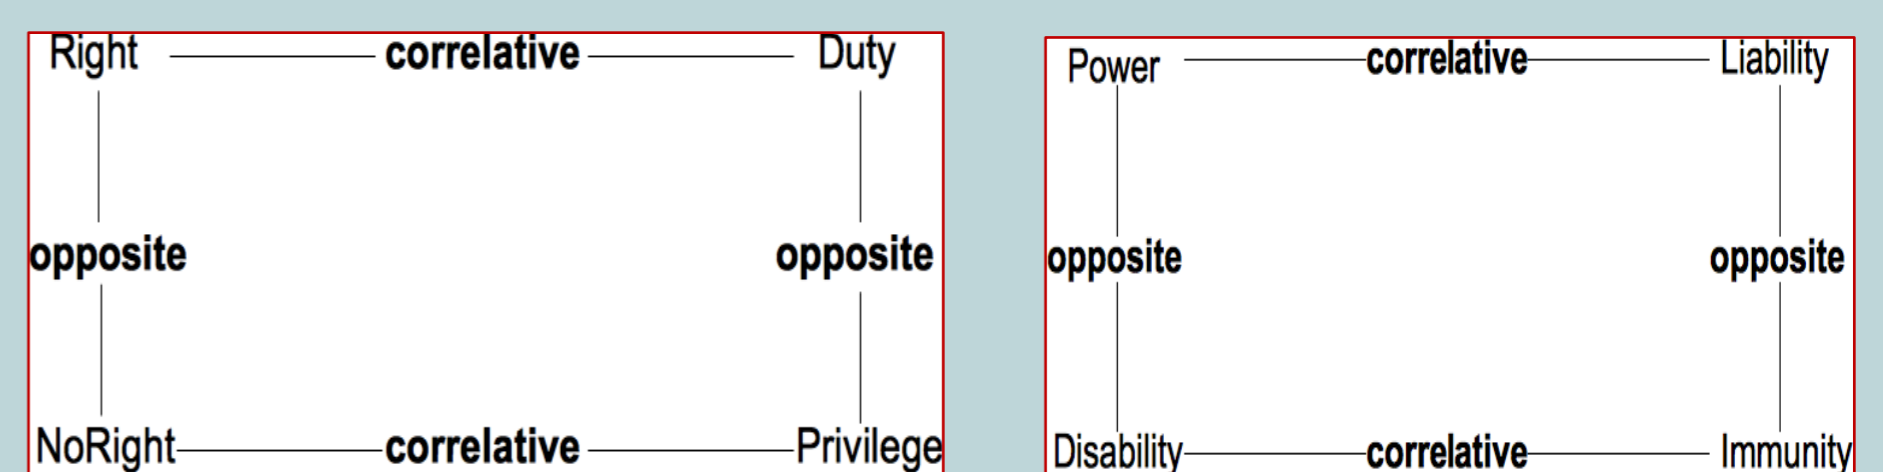 Right correlative Duty
opposite opposite
NoRight correlative Privilege
Power correlative Liability
opposite opposite
Disability correlative Immunity